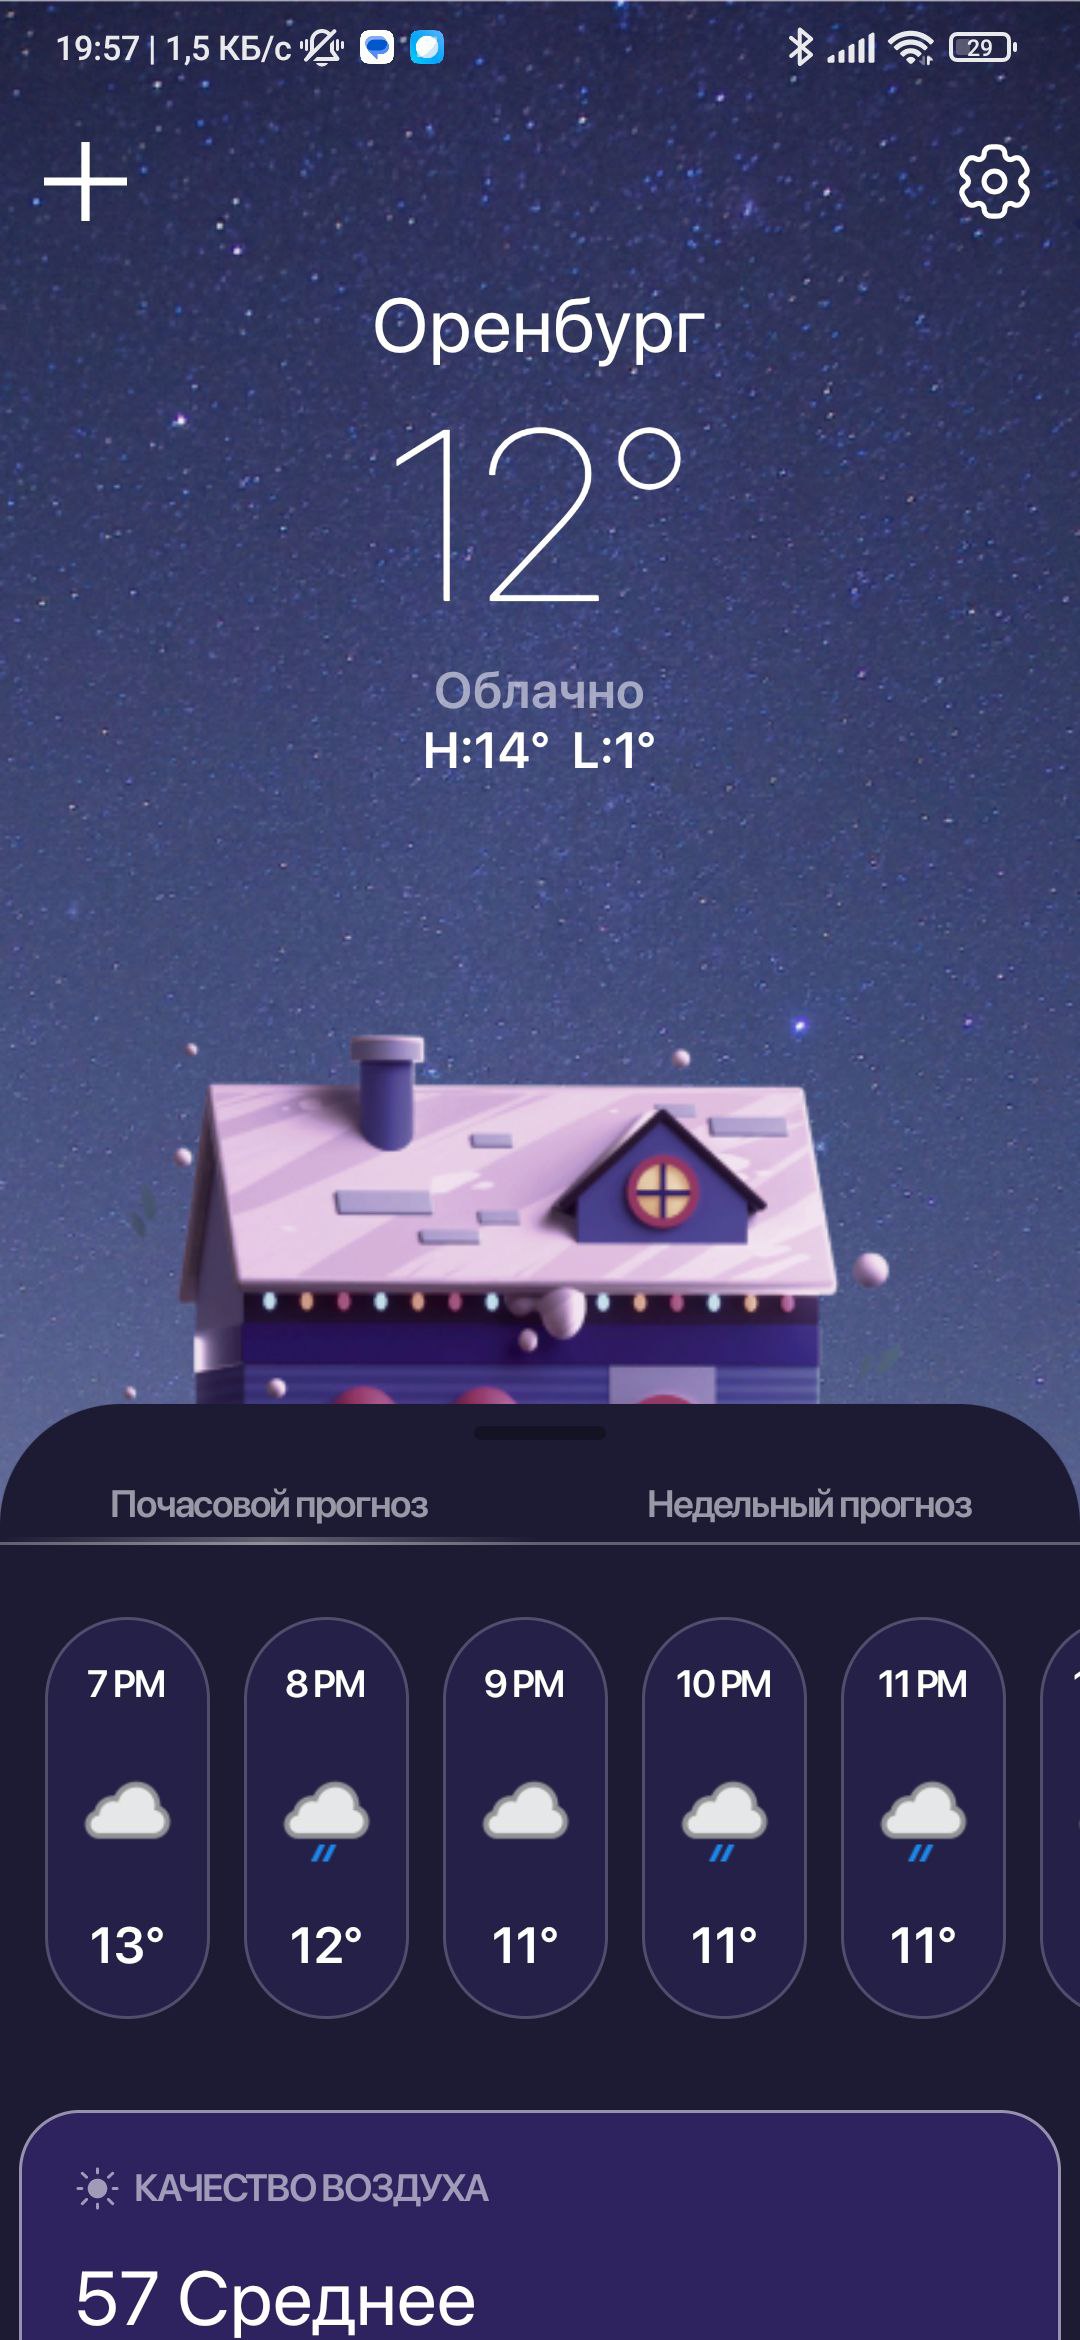 19:57 | 1,5 КБ/с
29
Оренбург
12°
Облачно
H:14° L:1°
Почасовой прогноз
Недельный прогноз
7 PM
8 PM
9 PM
10 PM
11 PM
13°
12°
11°
11°
11°
КАЧЕСТВО ВОЗДУХА
57 Среднее